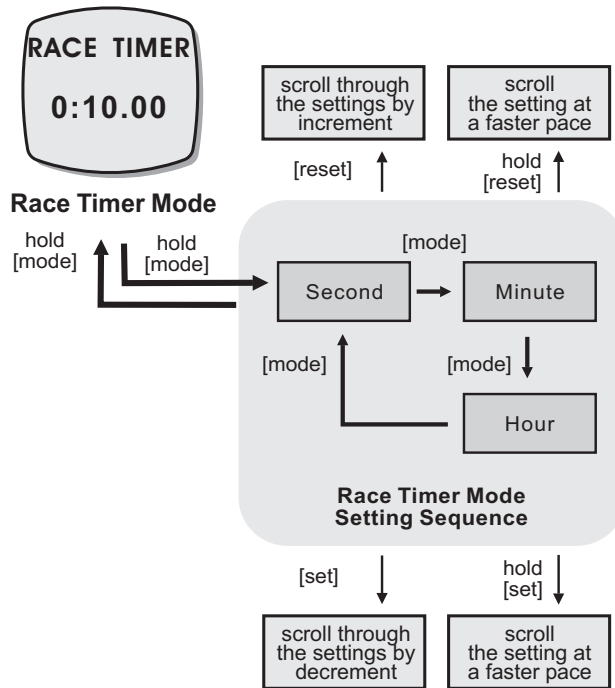 RACE TIMER
0:10.00
Race Timer Mode
hold
[mode]
hold
[mode]
scroll through
the settings by
increment
scroll
the setting at
a faster pace
[reset]
hold
[reset]
[mode]
Second
Minute
[mode]
[mode]
Hour
Race Timer Mode
Setting Sequence
[set]
hold
[set]
scroll through
the settings by
decrement
scroll
the setting at
a faster pace